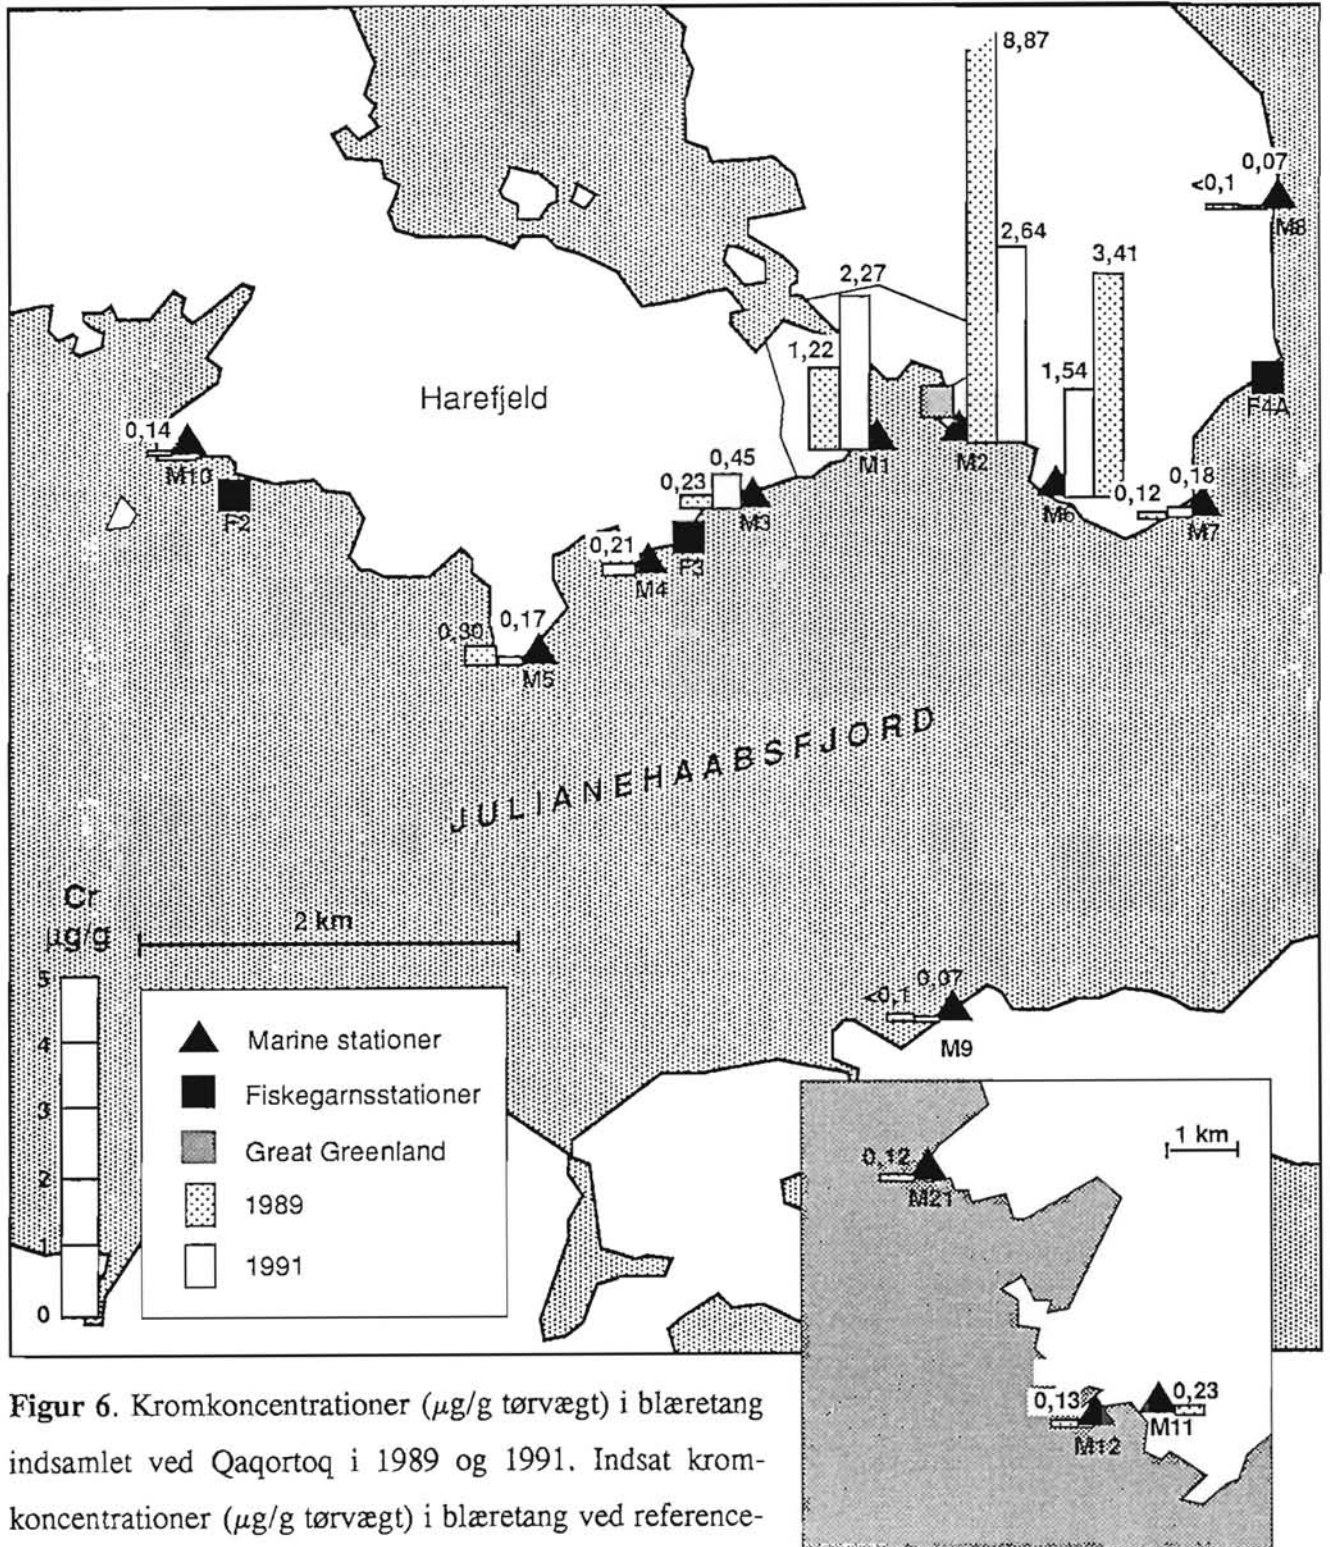 8,87
0,07
<0,1
M8
2,64
3,41
2,27
1,22
1,54
Harefjeld
F4A
0,14
M10
M1
M2
0,45
0,23
0,18
0,12
F2
M3
M6
M7
0,21
F3
M4
0,30
0,17
M5
JULIANEHAABSFJORD
Cr
µg/g
2 km
5
4
3
2
1
0
<0,1
0,07
M9
Marine stationer
Fiskegarnsstationer
Great Greenland
1989
1991
1 km
0,12
M21
0,13
0,23
M12
M11
Figur 6. Kromkoncentrationer (µg/g tørvægt) i blæretang
indsamlet ved Qaqortoq i 1989 og 1991. Indsat krom-
koncentrationer (µg/g tørvægt) i blæretang ved reference-